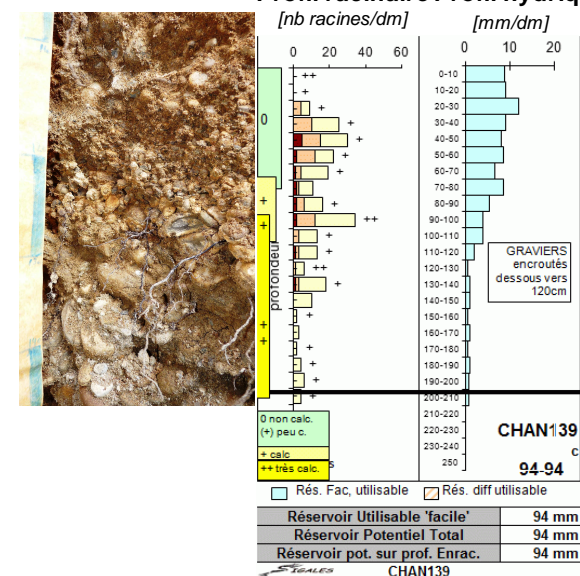 [nb racines/dm] [mm/dm]
0 20 40 60 0 10 20
0-10
10-20
20-30
30-40
40-50
50-60
60-70
70-80
80-90
90-100
100-110
110-120
120-130
130-140
140-150
150-160
160-170
170-180
180-190
190-200
200-210
210-220
220-230
230-240
250
0
+
+
+
+
profondeur
GRAVIERS
encroutés
dessous vers
120cm
0 non calc.
(+) peu c.
+ calc
++ très calc.
s
CHAN139
c
94-94
Rés. Fac, utilisable Rés. diff utilisable
Réservoir Utilisable 'facile' 94 mm
Réservoir Potentiel Total 94 mm
Réservoir pot. sur prof. Enrac. 94 mm
SIGALES CHAN139